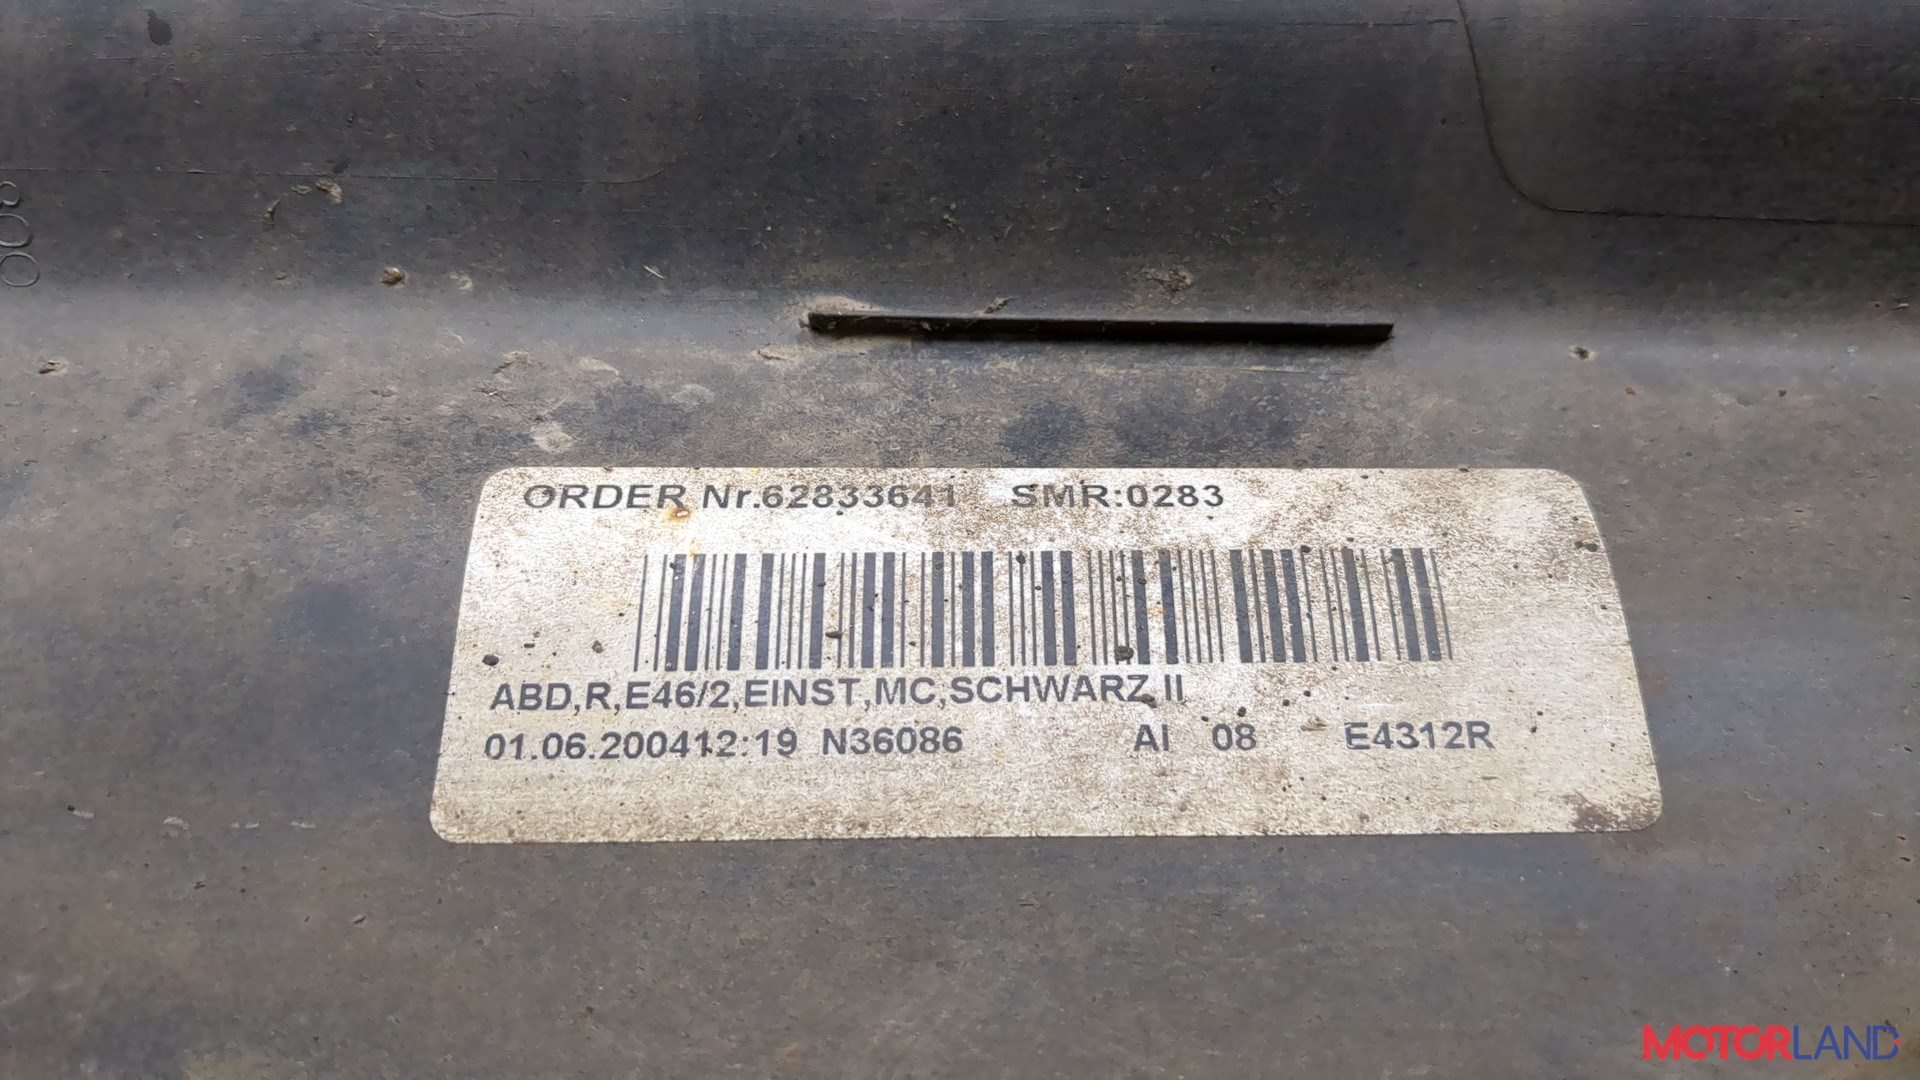 ORDER Nr.62833641 SMR:0283
ABD,R,E46/2,EINST,MC,SCHWARZ,II
01.06.200412:19 N36086 AI 08 E4312R
MOTORLAND